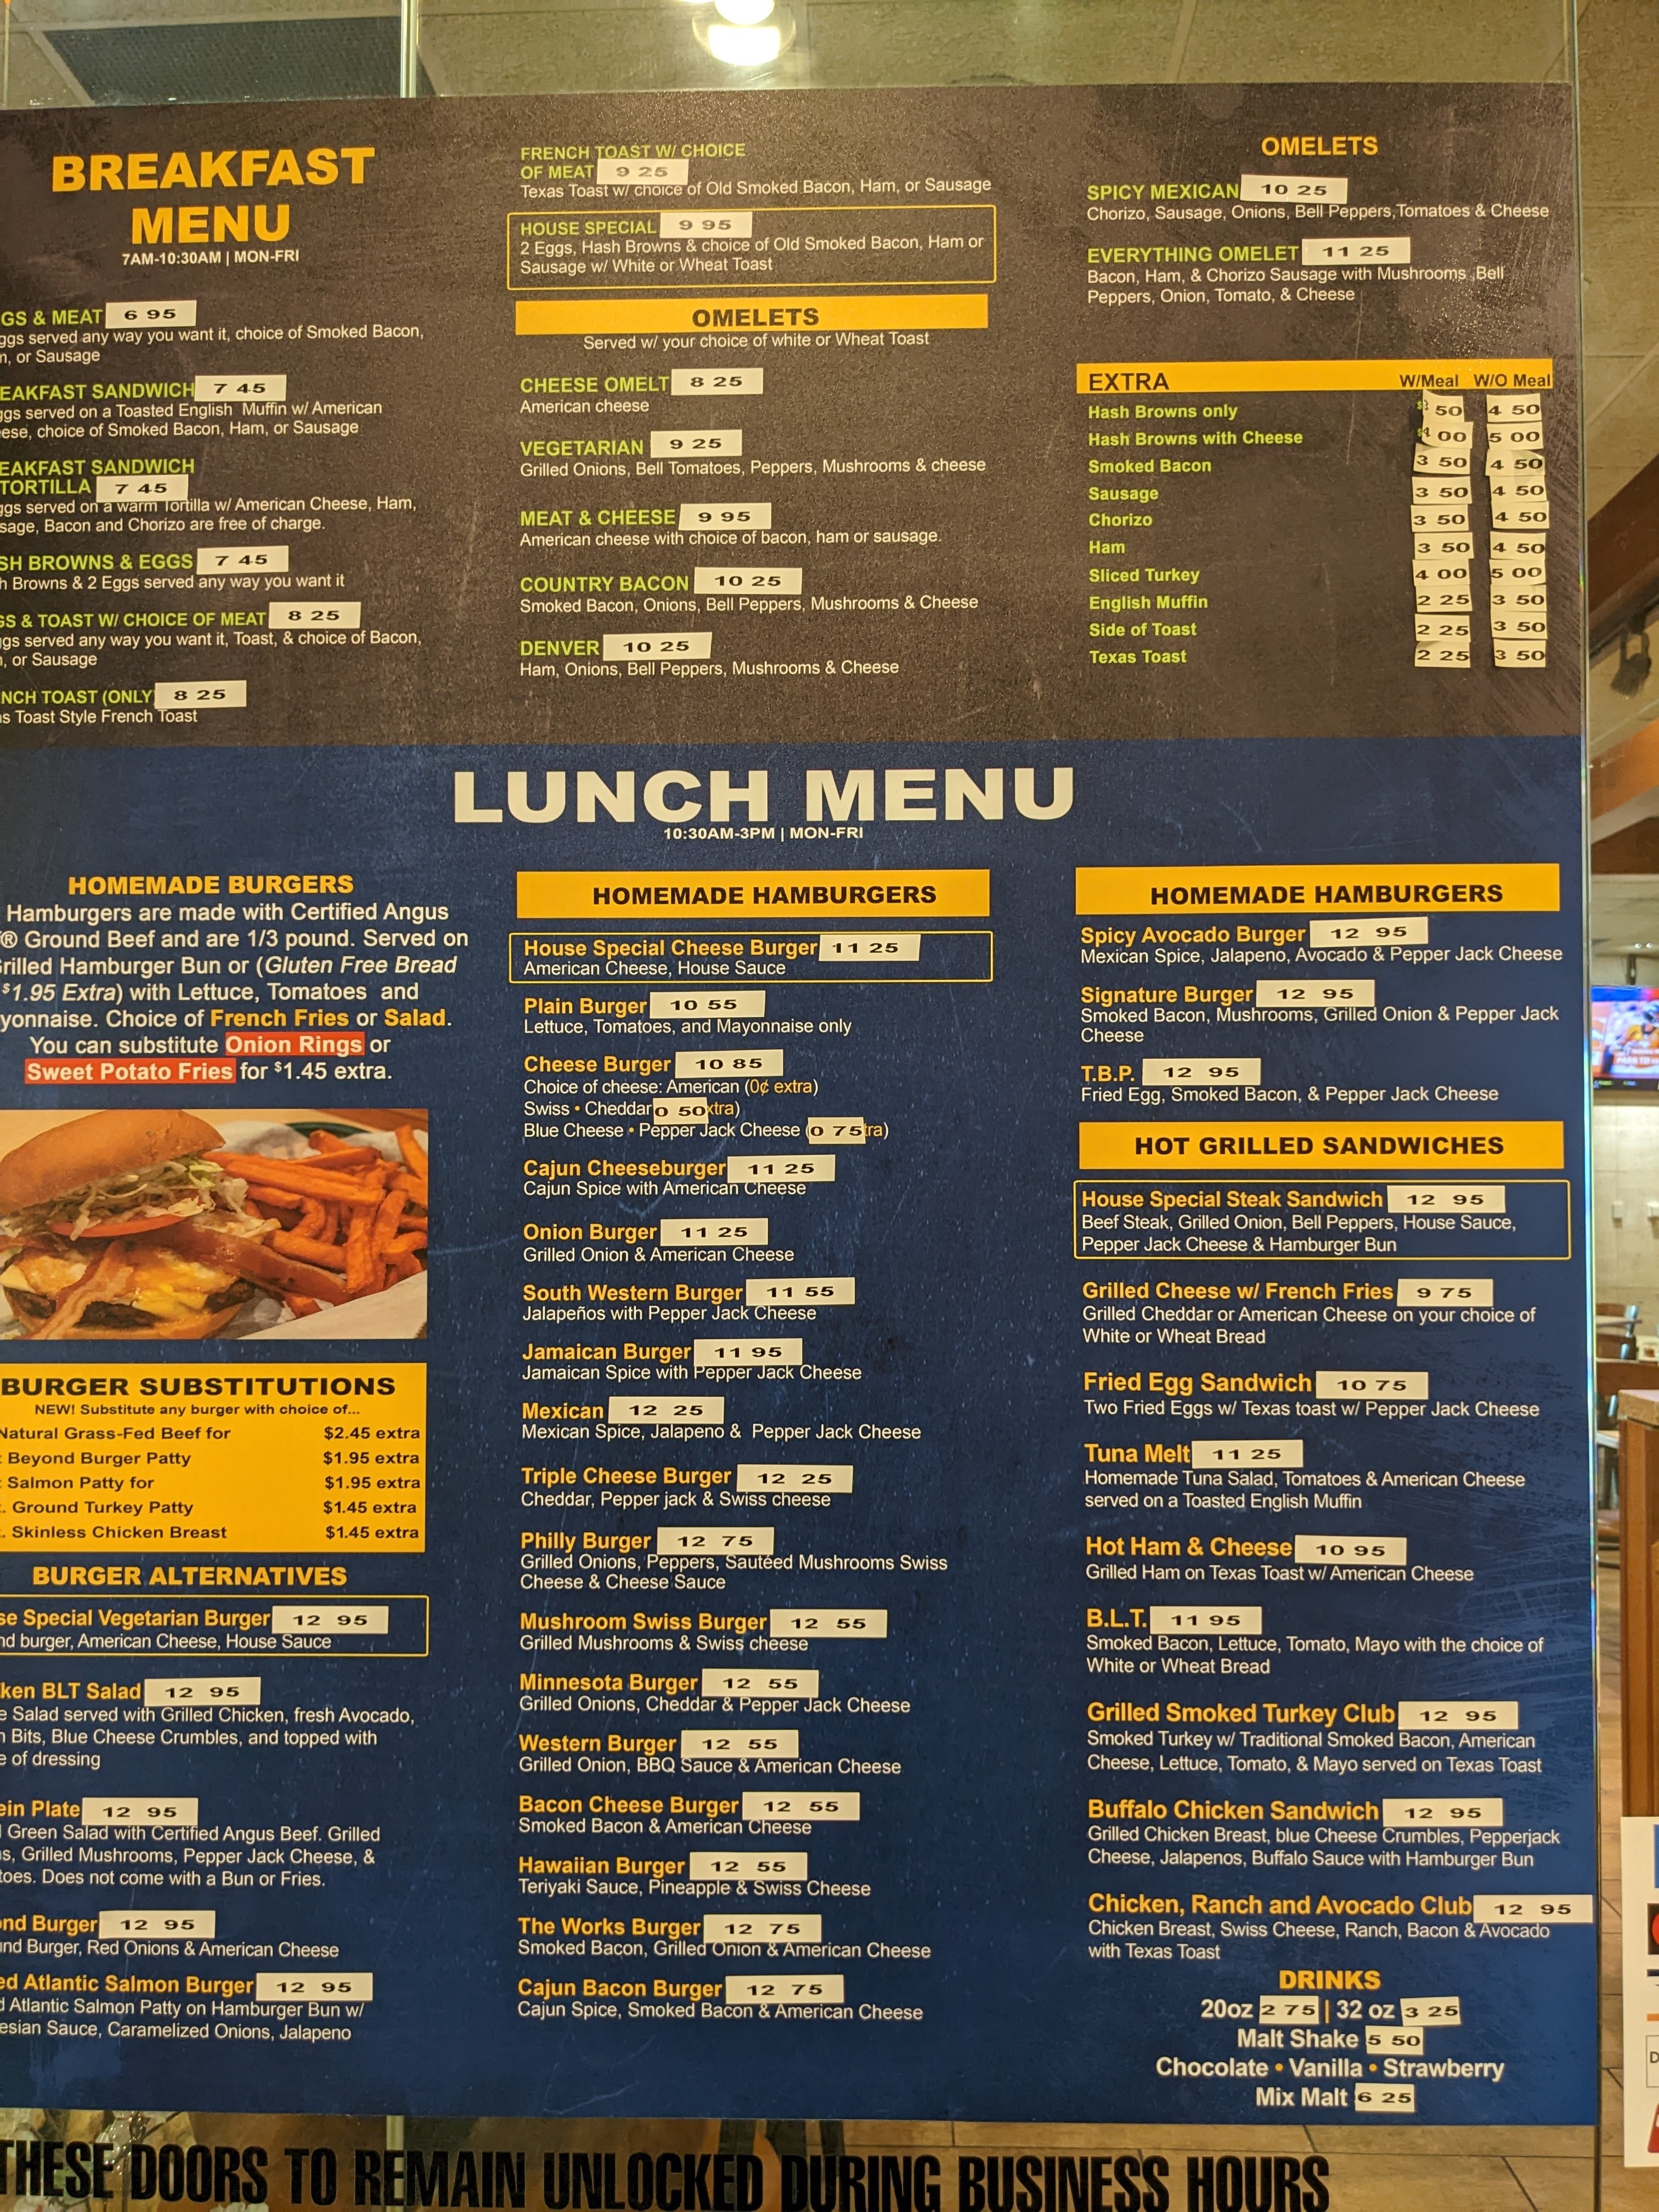 BREAKFAST
MENU
7AM-10:30AM | MON-FRI
GS & MEAT 6 95
ggs served any way you want it, choice of Smoked Bacon,
, or Sausage
EAKFAST SANDWICH 7 45
ggs served on a Toasted English Muffin w/ American
ese, choice of Smoked Bacon, Ham, or Sausage
EAKFAST SANDWICH
TORTILLA 7 45
ggs served on a warm Tortilla w/ American Cheese, Ham,
sage, Bacon and Chorizo are free of charge.
SH BROWNS & EGGS 7 45
h Browns & 2 Eggs served any way you want it
GS & TOAST W/ CHOICE OF MEAT 8 25
ggs served any way you want it, Toast, & choice of Bacon,
, or Sausage
NCH TOAST (ONLY 8 25
as Toast Style French Toast
FRENCH TOAST W/ CHOICE
OF MEAT 9 25
Texas Toast w/ choice of Old Smoked Bacon, Ham, or Sausage
HOUSE SPECIAL 9 95
2 Eggs, Hash Browns & choice of Old Smoked Bacon, Ham or
Sausage w/ White or Wheat Toast
OMELETS
Served w/ your choice of white or Wheat Toast
CHEESE OMELT 8 25
American cheese
VEGETARIAN 9 25
Grilled Onions, Bell Tomatoes, Peppers, Mushrooms & cheese
MEAT & CHEESE 9 95
American cheese with choice of bacon, ham or sausage.
COUNTRY BACON 10 25
Smoked Bacon, Onions, Bell Peppers, Mushrooms & Cheese
DENVER 10 25
Ham, Onions, Bell Peppers, Mushrooms & Cheese
OMELETS
SPICY MEXICAN 10 25
Chorizo, Sausage, Onions, Bell Peppers,Tomatoes & Cheese
EVERYTHING OMELET 11 25
Bacon, Ham, & Chorizo Sausage with Mushrooms ,Bell
Peppers, Onion, Tomato, & Cheese
EXTRA W/Meal W/O Meal
Hash Browns only 50 4 50
Hash Browns with Cheese 00 5 00
Smoked Bacon 3 50 4 50
Sausage 3 50 4 50
Chorizo 3 50 4 50
Ham 3 50 4 50
Sliced Turkey 4 00 5 00
English Muffin 2 25 3 50
Side of Toast 2 25 3 50
Texas Toast 2 25 3 50
LUNCH MENU
10:30AM-3PM | MON-FRI
HOMEMADE BURGERS
Hamburgers are made with Certified Angus
® Ground Beef and are 1/3 pound. Served on
rilled Hamburger Bun or (Gluten Free Bread
$1.95 Extra) with Lettuce, Tomatoes and
yonnaise. Choice of French Fries or Salad.
You can substitute Onion Rings or
Sweet Potato Fries for $1.45 extra.
BURGER SUBSTITUTIONS
NEW! Substitute any burger with choice of...
Natural Grass-Fed Beef for $2.45 extra
Beyond Burger Patty $1.95 extra
Salmon Patty for $1.95 extra
. Ground Turkey Patty $1.45 extra
. Skinless Chicken Breast $1.45 extra
BURGER ALTERNATIVES
se Special Vegetarian Burger 12 95
nd burger, American Cheese, House Sauce
ken BLT Salad 12 95
e Salad served with Grilled Chicken, fresh Avocado,
n Bits, Blue Cheese Crumbles, and topped with
e of dressing
ein Plate 12 95
Green Salad with Certified Angus Beef. Grilled
s, Grilled Mushrooms, Pepper Jack Cheese, &
toes. Does not come with a Bun or Fries.
nd Burger 12 95
nd Burger, Red Onions & American Cheese
ed Atlantic Salmon Burger 12 95
d Atlantic Salmon Patty on Hamburger Bun w/
esian Sauce, Caramelized Onions, Jalapeno
HOMEMADE HAMBURGERS
House Special Cheese Burger 11 25
American Cheese, House Sauce
Plain Burger 10 55
Lettuce, Tomatoes, and Mayonnaise only
Cheese Burger 10 85
Choice of cheese: American (0¢ extra)
Swiss • Cheddar 0 50 xtra)
Blue Cheese • Pepper Jack Cheese (0 75 tra)
Cajun Cheeseburger 11 25
Cajun Spice with American Cheese
Onion Burger 11 25
Grilled Onion & American Cheese
South Western Burger 11 55
Jalapeños with Pepper Jack Cheese
Jamaican Burger 11 95
Jamaican Spice with Pepper Jack Cheese
Mexican 12 25
Mexican Spice, Jalapeno & Pepper Jack Cheese
Triple Cheese Burger 12 25
Cheddar, Pepper jack & Swiss cheese
Philly Burger 12 75
Grilled Onions, Peppers, Sautéed Mushrooms Swiss
Cheese & Cheese Sauce
Mushroom Swiss Burger 12 55
Grilled Mushrooms & Swiss cheese
Minnesota Burger 12 55
Grilled Onions, Cheddar & Pepper Jack Cheese
Western Burger 12 55
Grilled Onion, BBQ Sauce & American Cheese
Bacon Cheese Burger 12 55
Smoked Bacon & American Cheese
Hawaiian Burger 12 55
Teriyaki Sauce, Pineapple & Swiss Cheese
The Works Burger 12 75
Smoked Bacon, Grilled Onion & American Cheese
Cajun Bacon Burger 12 75
Cajun Spice, Smoked Bacon & American Cheese
HOMEMADE HAMBURGERS
Spicy Avocado Burger 12 95
Mexican Spice, Jalapeno, Avocado & Pepper Jack Cheese
Signature Burger 12 95
Smoked Bacon, Mushrooms, Grilled Onion & Pepper Jack
Cheese
T.B.P. 12 95
Fried Egg, Smoked Bacon, & Pepper Jack Cheese
HOT GRILLED SANDWICHES
House Special Steak Sandwich 12 95
Beef Steak, Grilled Onion, Bell Peppers, House Sauce,
Pepper Jack Cheese & Hamburger Bun
Grilled Cheese w/ French Fries 9 75
Grilled Cheddar or American Cheese on your choice of
White or Wheat Bread
Fried Egg Sandwich 10 75
Two Fried Eggs w/ Texas toast w/ Pepper Jack Cheese
Tuna Melt 11 25
Homemade Tuna Salad, Tomatoes & American Cheese
served on a Toasted English Muffin
Hot Ham & Cheese 10 95
Grilled Ham on Texas Toast w/ American Cheese
B.L.T. 11 95
Smoked Bacon, Lettuce, Tomato, Mayo with the choice of
White or Wheat Bread
Grilled Smoked Turkey Club 12 95
Smoked Turkey w/ Traditional Smoked Bacon, American
Cheese, Lettuce, Tomato, & Mayo served on Texas Toast
Buffalo Chicken Sandwich 12 95
Grilled Chicken Breast, blue Cheese Crumbles, Pepperjack
Cheese, Jalapenos, Buffalo Sauce with Hamburger Bun
Chicken, Ranch and Avocado Club 12 95
Chicken Breast, Swiss Cheese, Ranch, Bacon & Avocado
with Texas Toast
DRINKS
20oz 2 75 | 32 oz 3 25
Malt Shake 5 50
Chocolate • Vanilla • Strawberry
Mix Malt 6 25
THESE DOORS TO REMAIN UNLOCKED DURING BUSINESS HOURS